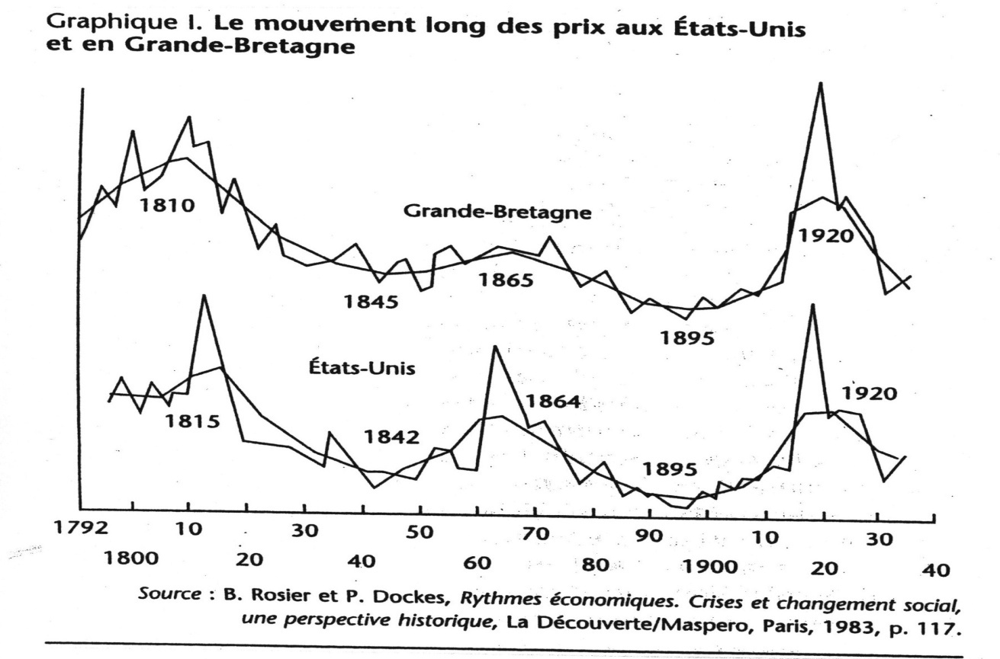 Graphique I. Le mouvement long des prix aux États-Unis
et en Grande-Bretagne
1810
Grande-Bretagne
1920
1865
1845
1895
États-Unis
1864
1920
1815
1842
1895
1792 10 30 50 70 90 10 30
1800 20 40 60 80 1900 20 40
Source : B. Rosier et P. Dockes, Rythmes économiques. Crises et changement social,
une perspective historique, La Découverte/Maspero, Paris, 1983, p. 117.